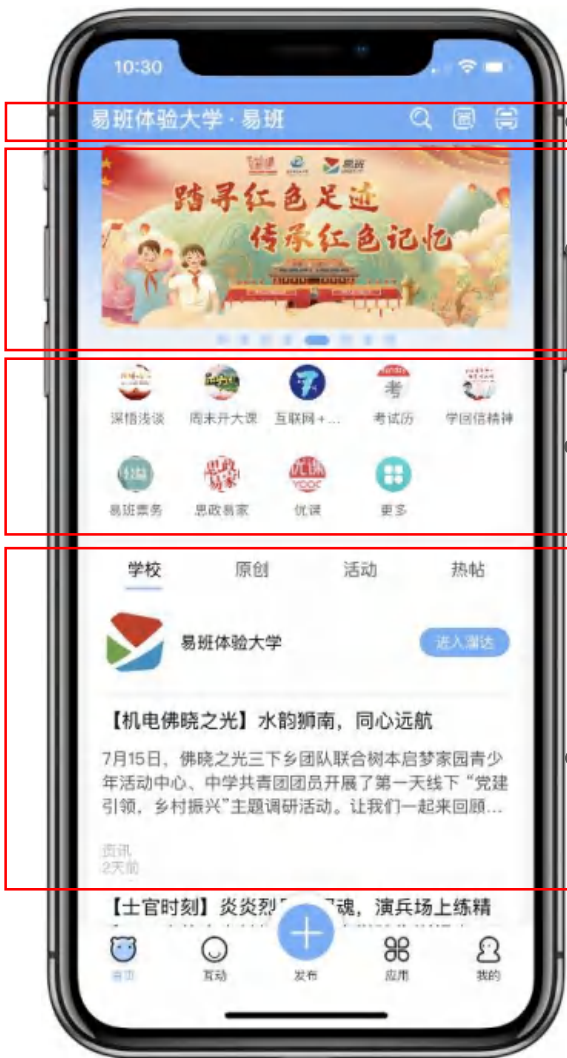 10:30
易班体验大学·易班
易班
踏寻红色足迹
传承红色记忆
深悟浅谈
周末开大课
互联网+...
考试历
学回信精神
考
易班票务
思政易家
优课
更多
优课
YOOC
学校
原创
活动
热帖
易班体验大学
进入溜达
【机电佛晓之光】水韵狮南，同心远航
7月15日，佛晓之光三下乡团队联合树本启梦家园青少
年活动中心、中学共青团团员开展了第一天线下“党建
引领，乡村振兴”主题调研活动。让我们一起来回顾...
资讯
2天前
【士官时刻】炎炎烈 魂，演兵场上练精
首页
互动
发布
应用
我的